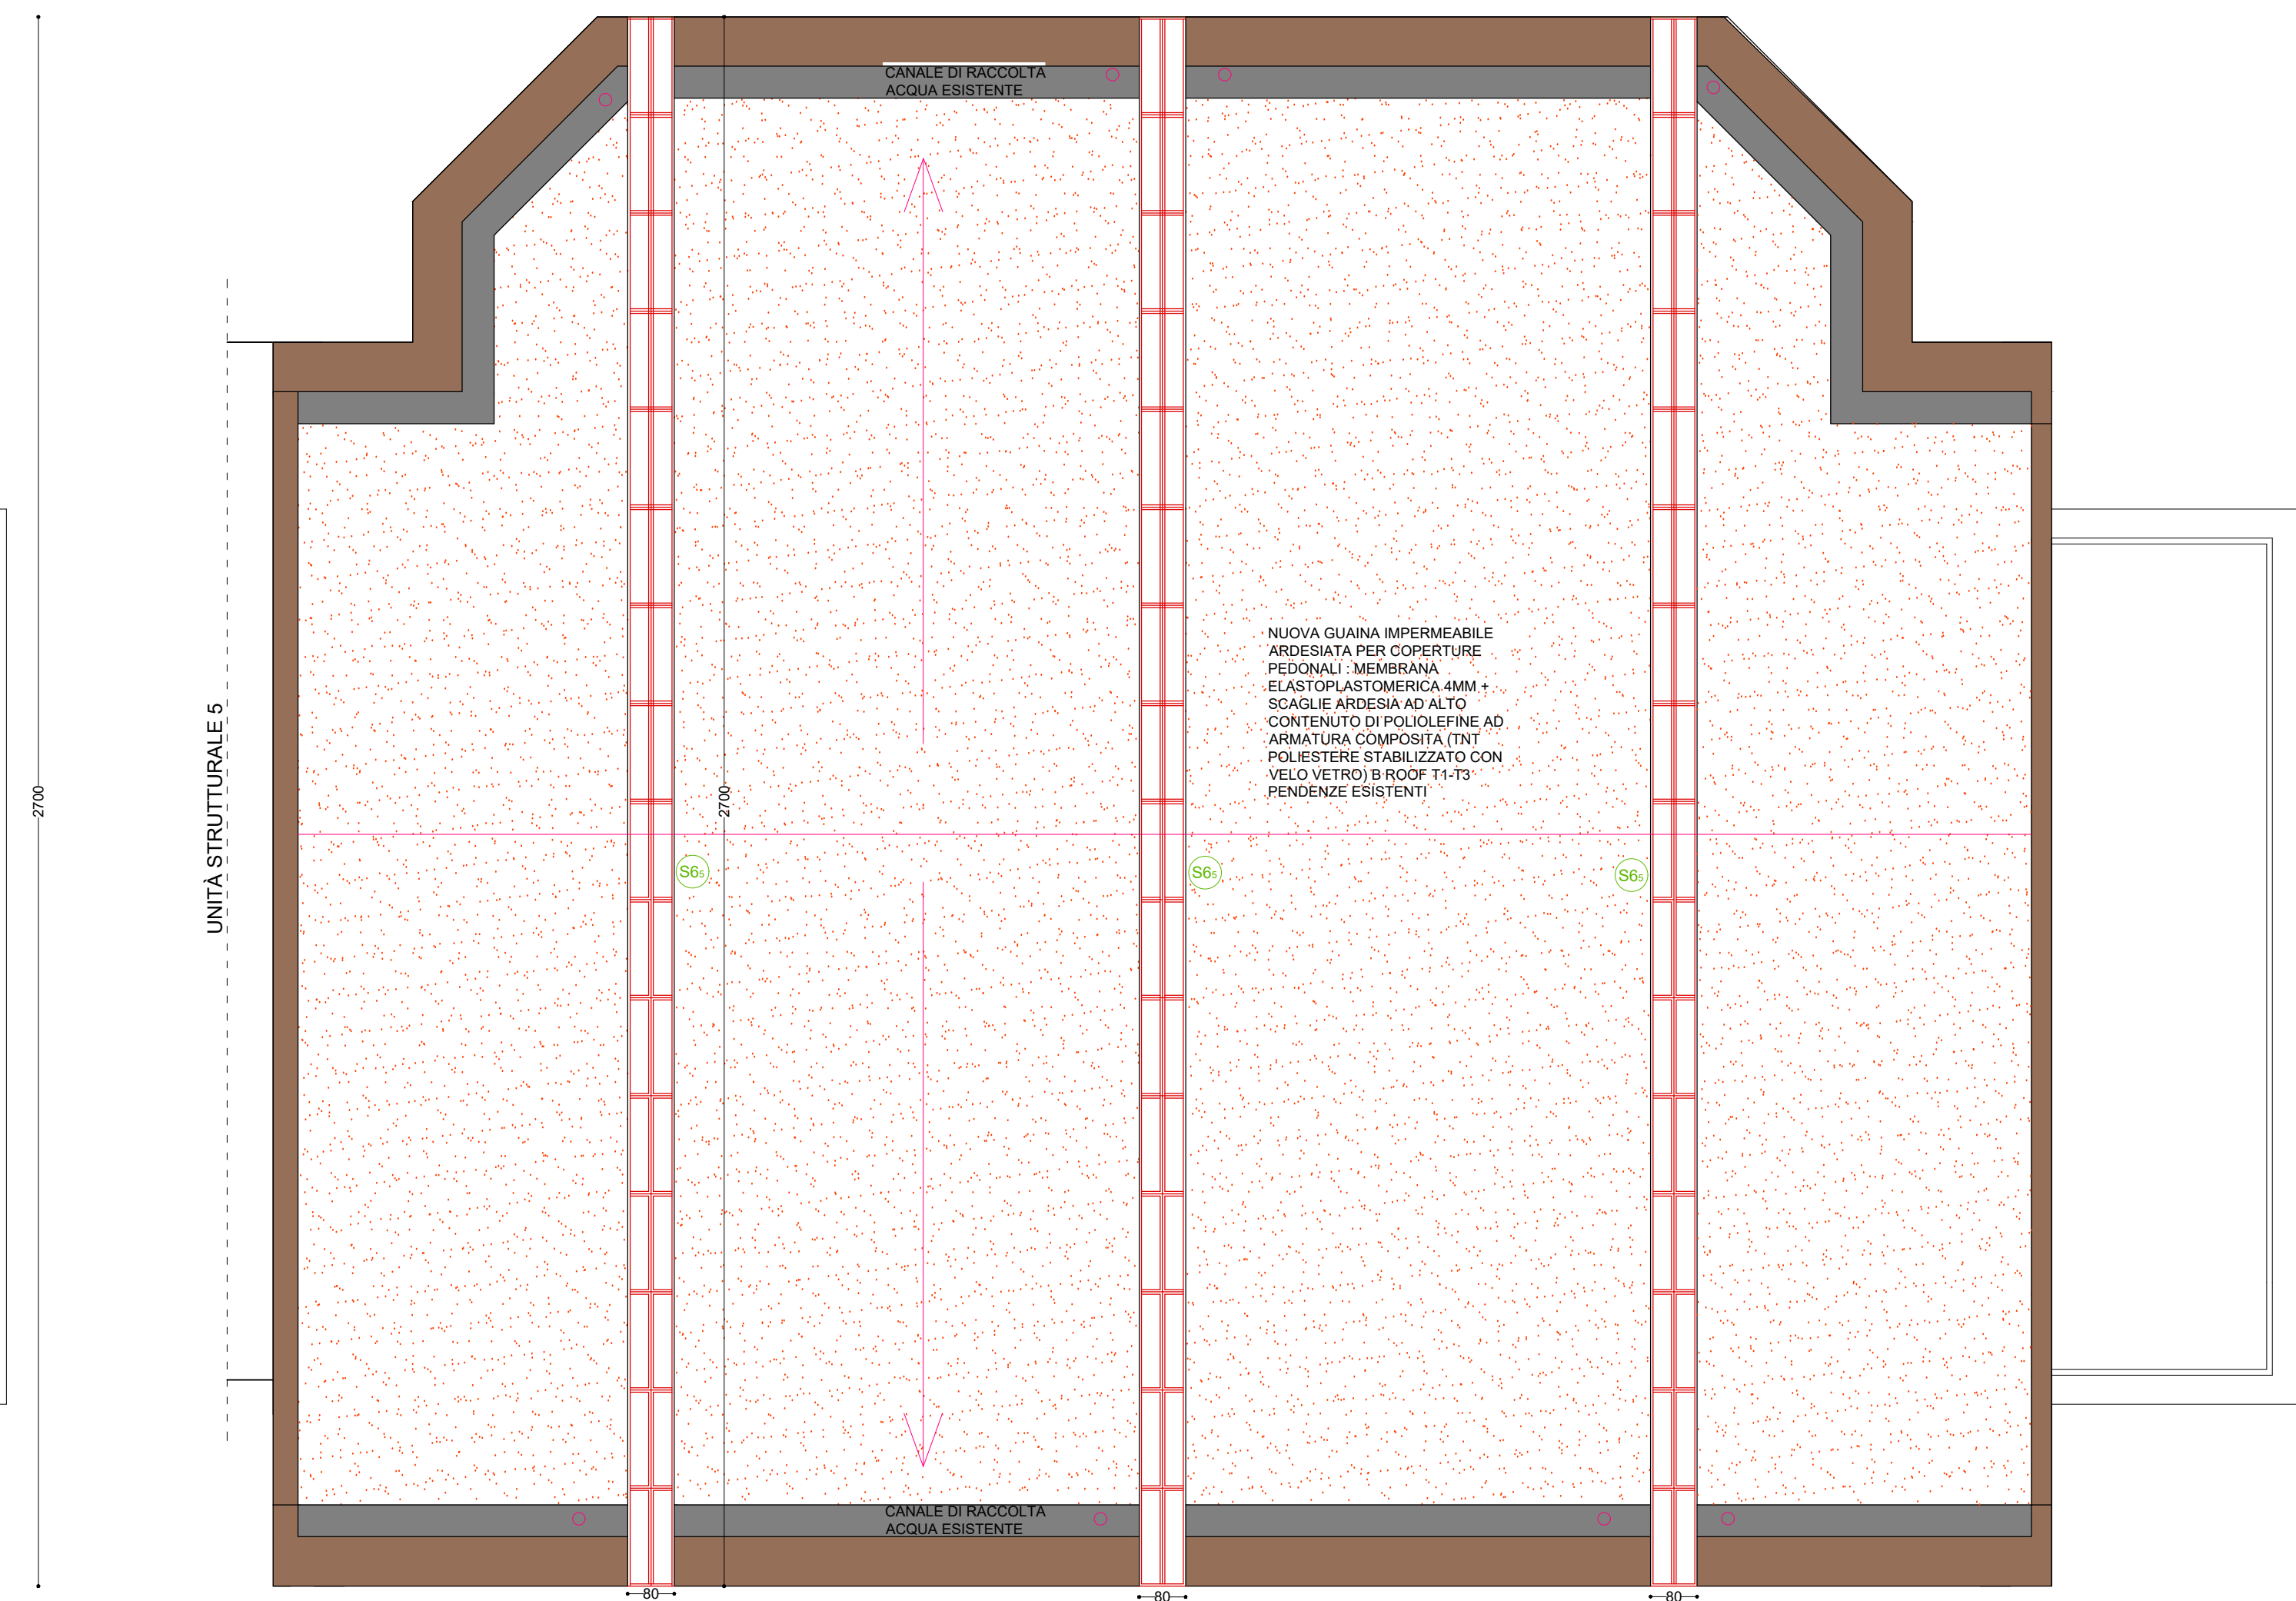 CANALE DI RACCOLTA
ACQUA ESISTENTE
NUOVA GUAINA IMPERMEABILE
ARDESIATA PER COPERTURE
PEDONALI : MEMBRANA
ELASTOPLASTOMERICA 4MM +
SCAGLIE ARDESIA AD ALTO
CONTENUTO DI POLIOLEFINE AD
ARMATURA COMPOSITA (TNT
POLIESTERE STABILIZZATO CON
VELO VETRO) B ROOF T1-T3
PENDENZE ESISTENTI
UNITÀ STRUTTURALE 5
2700
2700
S65
S65
S65
CANALE DI RACCOLTA
ACQUA ESISTENTE
80
80
80